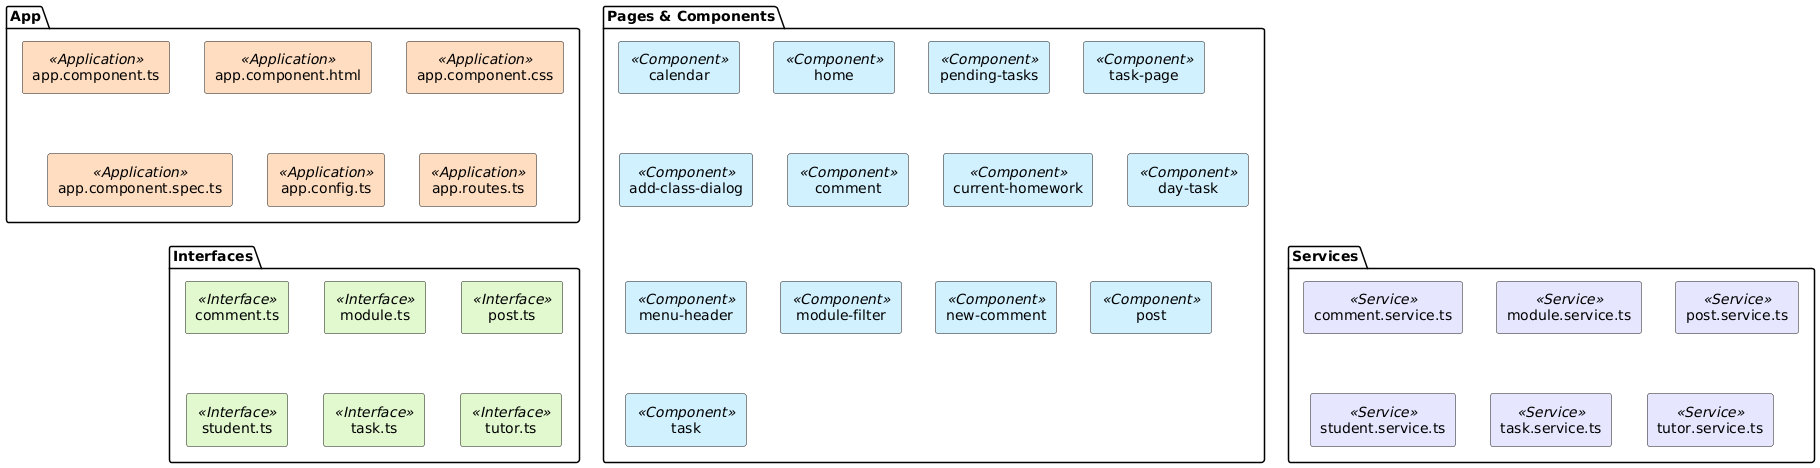 App
«Application»
app.component.ts
«Application»
app.component.html
«Application»
app.component.css
«Application»
app.component.spec.ts
«Application»
app.config.ts
«Application»
app.routes.ts
Interfaces
«Interface»
comment.ts
«Interface»
module.ts
«Interface»
post.ts
«Interface»
student.ts
«Interface»
task.ts
«Interface»
tutor.ts
Pages & Components
«Component»
calendar
«Component»
home
«Component»
pending-tasks
«Component»
task-page
«Component»
add-class-dialog
«Component»
comment
«Component»
current-homework
«Component»
day-task
«Component»
menu-header
«Component»
module-filter
«Component»
new-comment
«Component»
post
«Component»
task
Services
«Service»
comment.service.ts
«Service»
module.service.ts
«Service»
post.service.ts
«Service»
student.service.ts
«Service»
task.service.ts
«Service»
tutor.service.ts